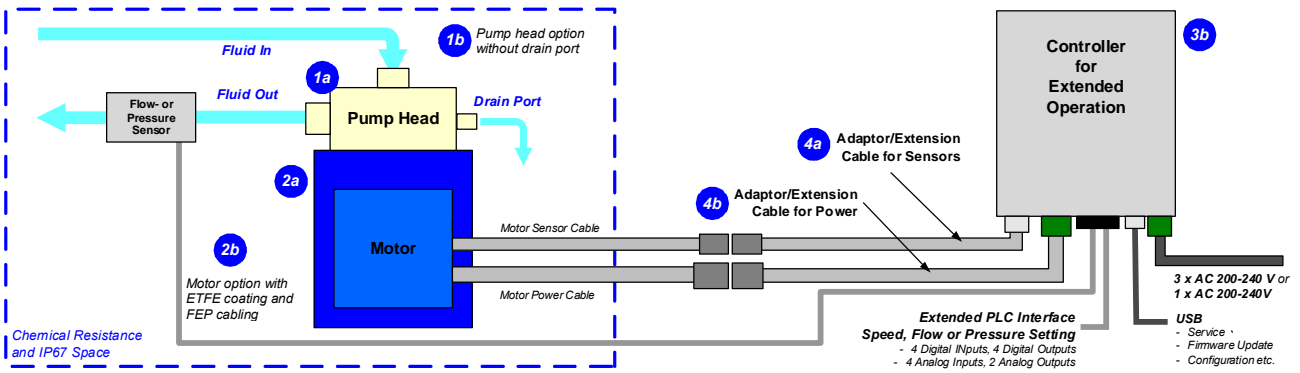 Fluid In
1b
Pump head option
without drain port
1a
Fluid Out
Flow- or
Pressure
Sensor
Pump Head
Drain Port
2a
Motor
2b
Motor option with
ETFE coating and
FEP cabling
Chemical Resistance
and IP67 Space
Motor Sensor Cable
Motor Power Cable
4a
Adaptor/Extension
Cable for Sensors
4b
Adaptor/Extension
Cable for Power
Controller
for
Extended
Operation
3b
3 x AC 200-240 V or
1 x AC 200-240V
Extended PLC Interface
Speed, Flow or Pressure Setting
- 4 Digital INputs, 4 Digital Outputs
- 4 Analog Inputs, 2 Analog Outputs
USB
- Service、
- Firmware Update
- Configuration etc.